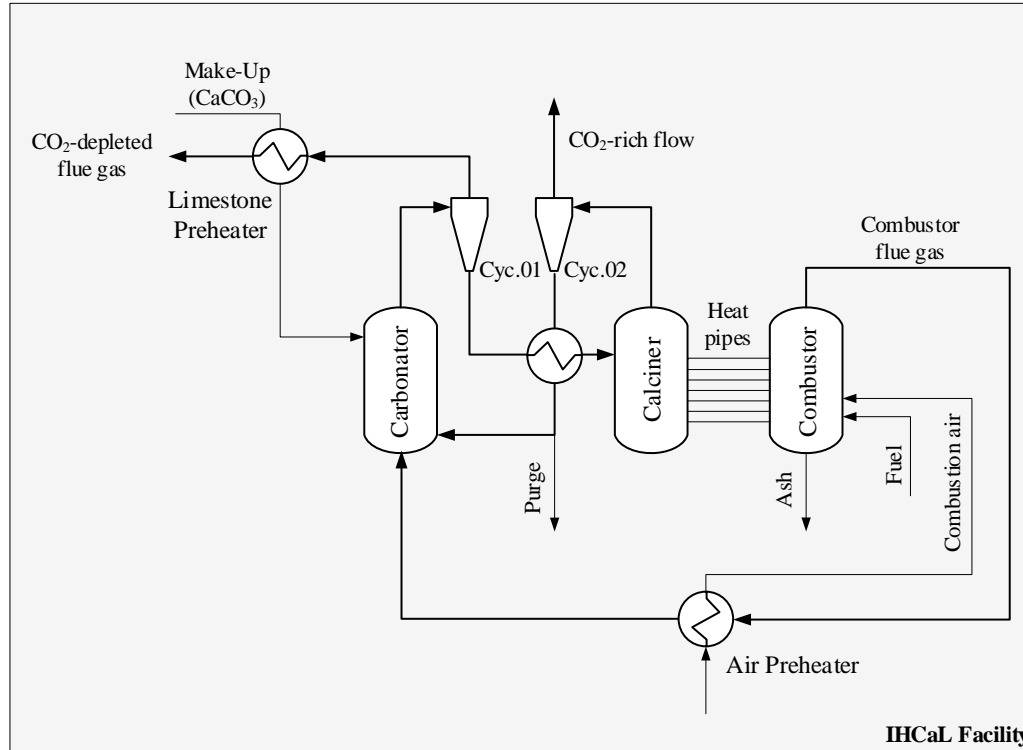 Make-Up
(CaCO₃)
CO₂-depleted
flue gas
CO₂-rich flow
Limestone
Preheater
Combustor
flue gas
Cyc.01
Cyc.02
Heat
pipes
Carbonator
Calciner
Combustor
Purge
Ash
Fuel
Combustion air
Air Preheater
IHCaL Facility